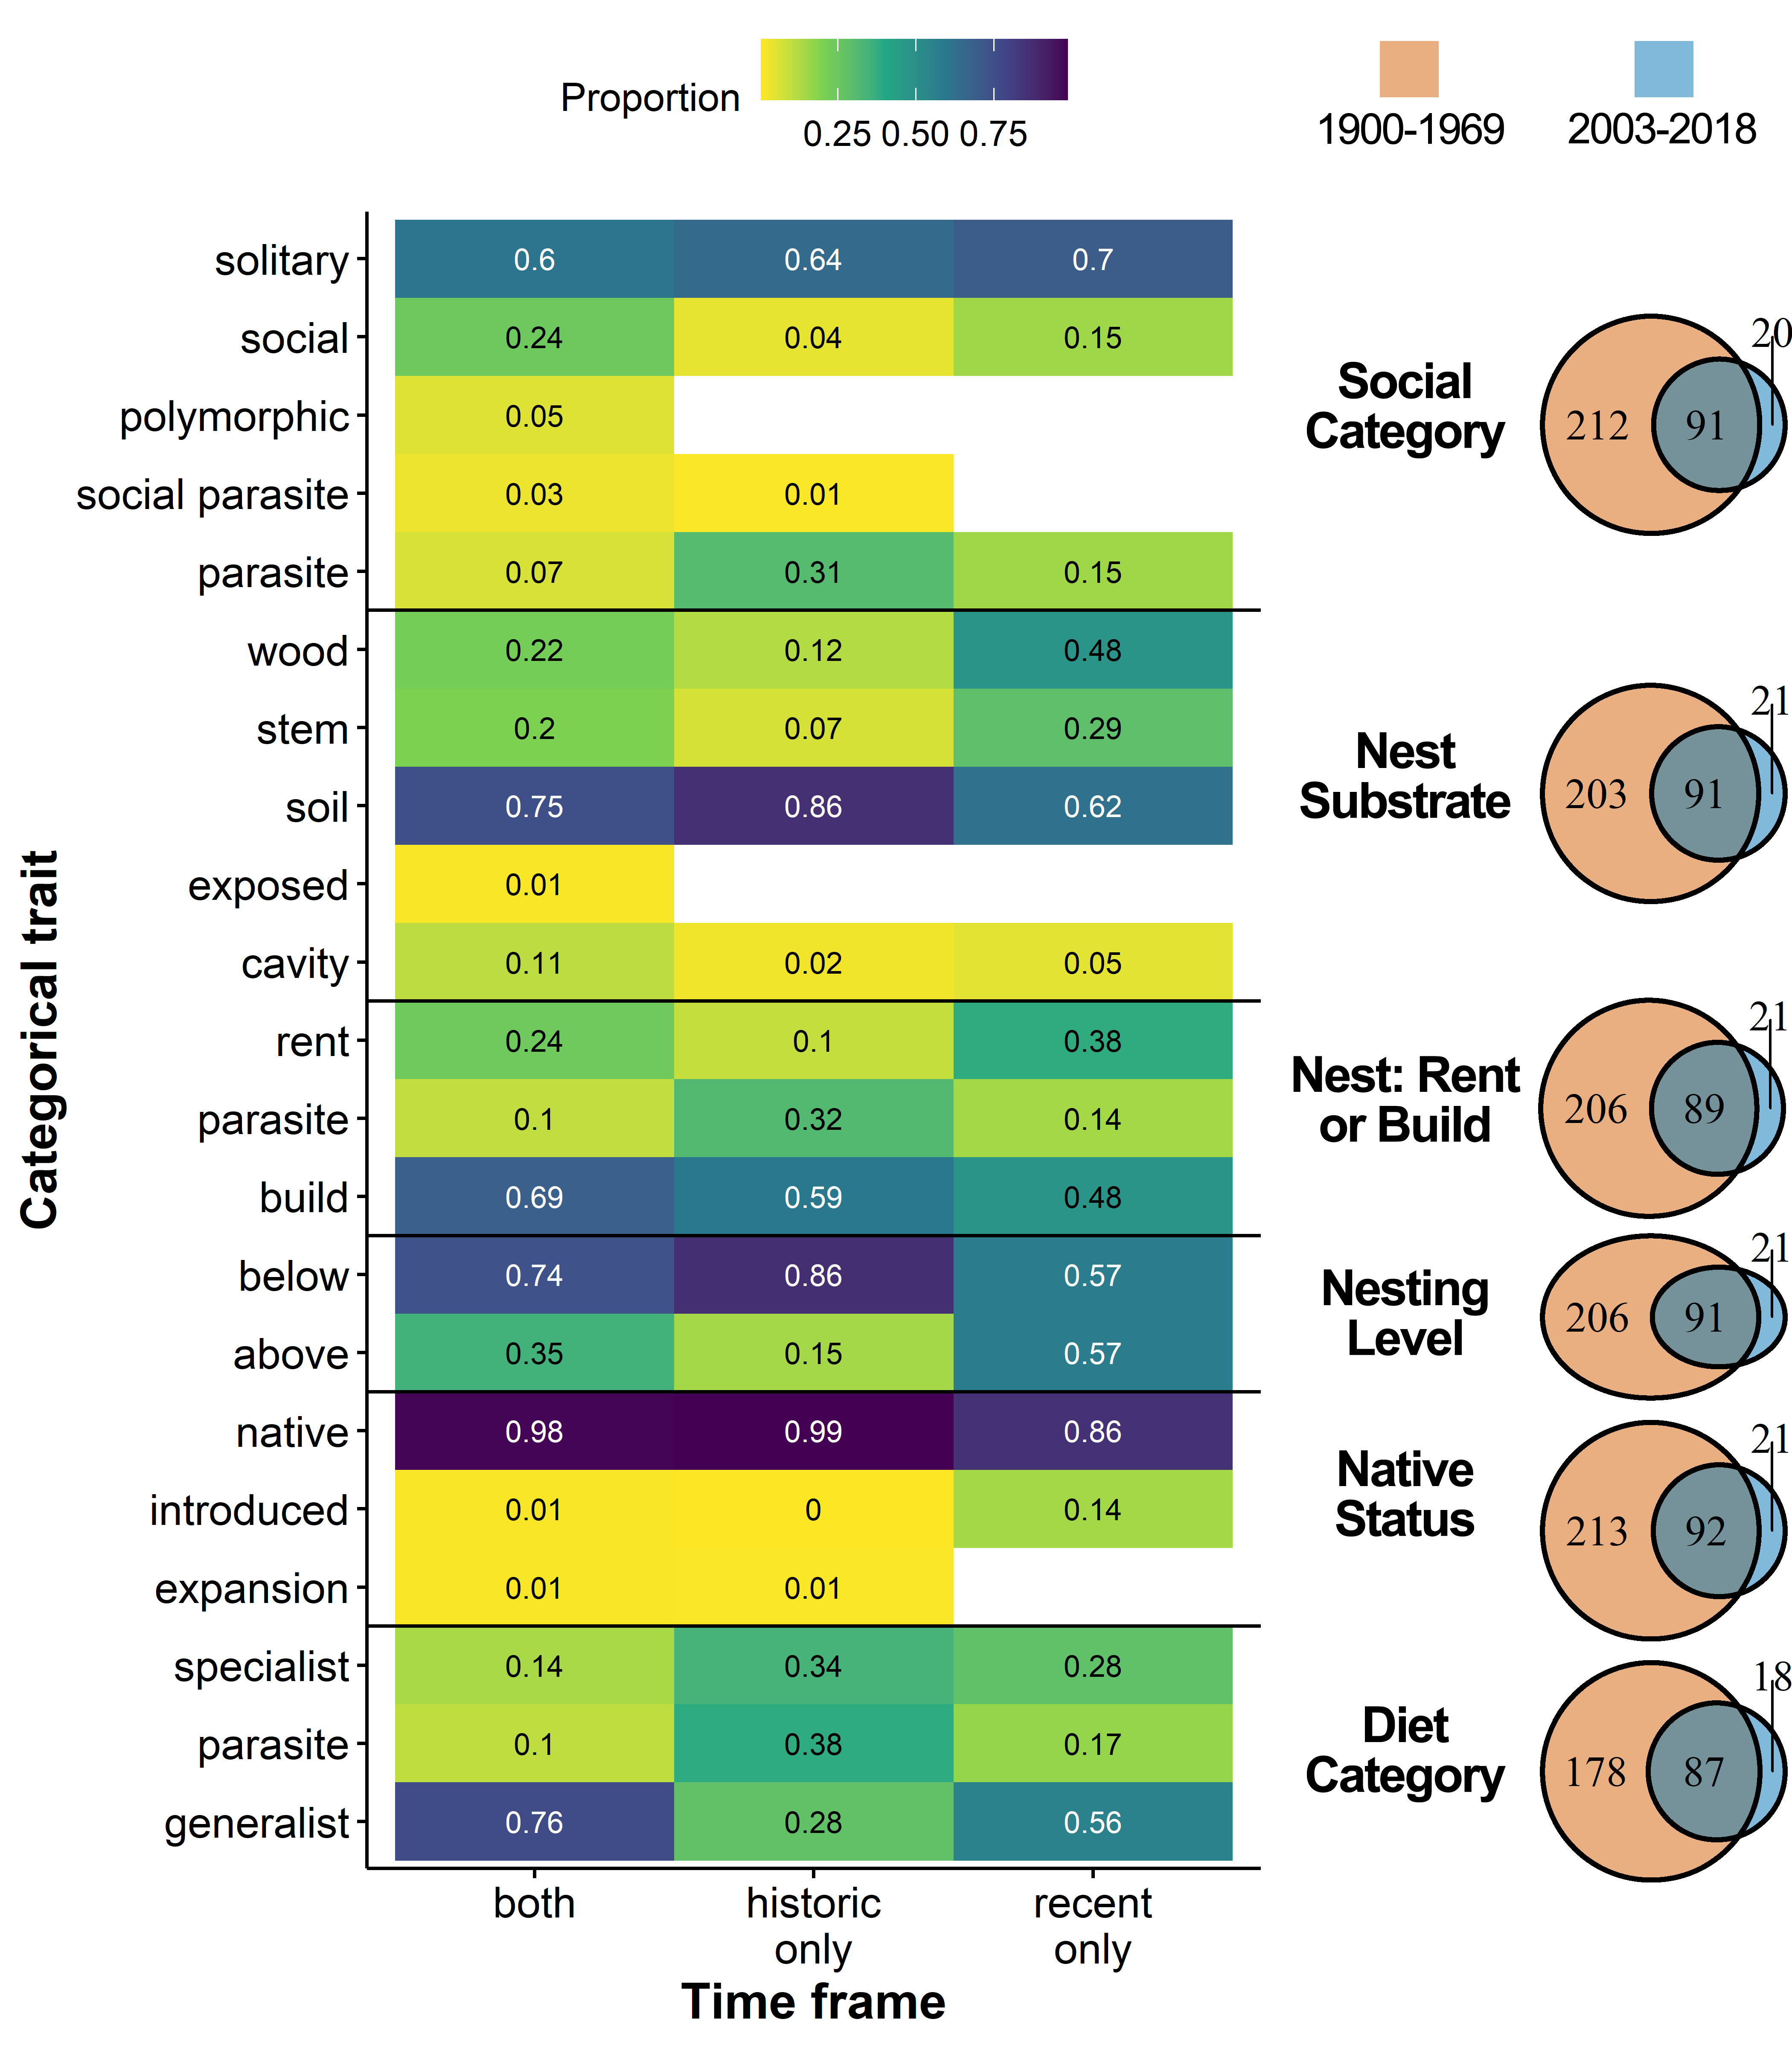 Proportion
0.25 0.50 0.75
1900-1969
2003-2018
Categorical trait
solitary 0.6 0.64 0.7
social 0.24 0.04 0.15
polymorphic 0.05
social parasite 0.03 0.01
parasite 0.07 0.31 0.15
Social
Category
212 91 20
wood 0.22 0.12 0.48
stem 0.2 0.07 0.29
soil 0.75 0.86 0.62
exposed 0.01
cavity 0.11 0.02 0.05
Nest
Substrate
203 91 21
rent 0.24 0.1 0.38
parasite 0.1 0.32 0.14
build 0.69 0.59 0.48
Nest: Rent
or Build
206 89 21
below 0.74 0.86 0.57
above 0.35 0.15 0.57
Nesting
Level
206 91 21
native 0.98 0.99 0.86
introduced 0.01 0 0.14
expansion 0.01 0.01
Native
Status
213 92 21
specialist 0.14 0.34 0.28
parasite 0.1 0.38 0.17
generalist 0.76 0.28 0.56
Diet
Category
178 87 18
both
historic
only
recent
only
Time frame